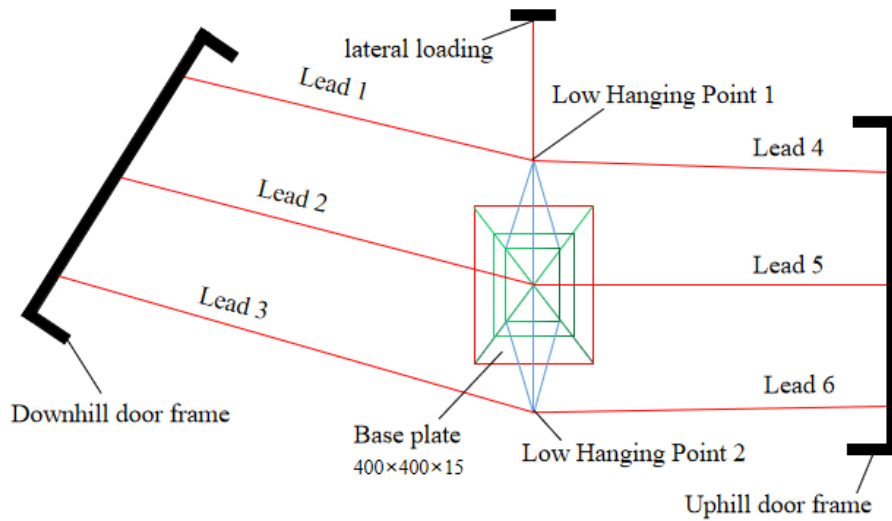 lateral loading
Lead 1
Low Hanging Point 1
Lead 4
Lead 2
Lead 5
Lead 3
Lead 6
Downhill door frame
Base plate
400×400×15
Low Hanging Point 2
Uphill door frame